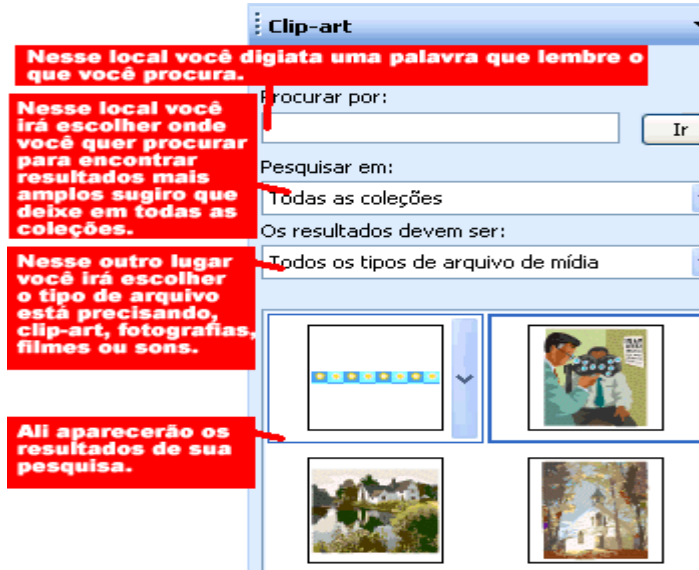 Clip-art
Nesse local você digiata uma palavra que lembre o
que você procura.
Procurar por:
Ir
Nesse local você
irá escolher onde
você quer procurar
para encontrar
resultados mais
amplos sugiro que
deixe em todas as
coleções.
Pesquisar em:
Todas as coleções
Os resultados devem ser:
Todos os tipos de arquivo de mídia
Nesse outro lugar
você irá escolher
o tipo de arquivo
está precisando,
clip-art, fotografias,
filmes ou sons.
Ali aparecerão os
resultados de sua
pesquisa.